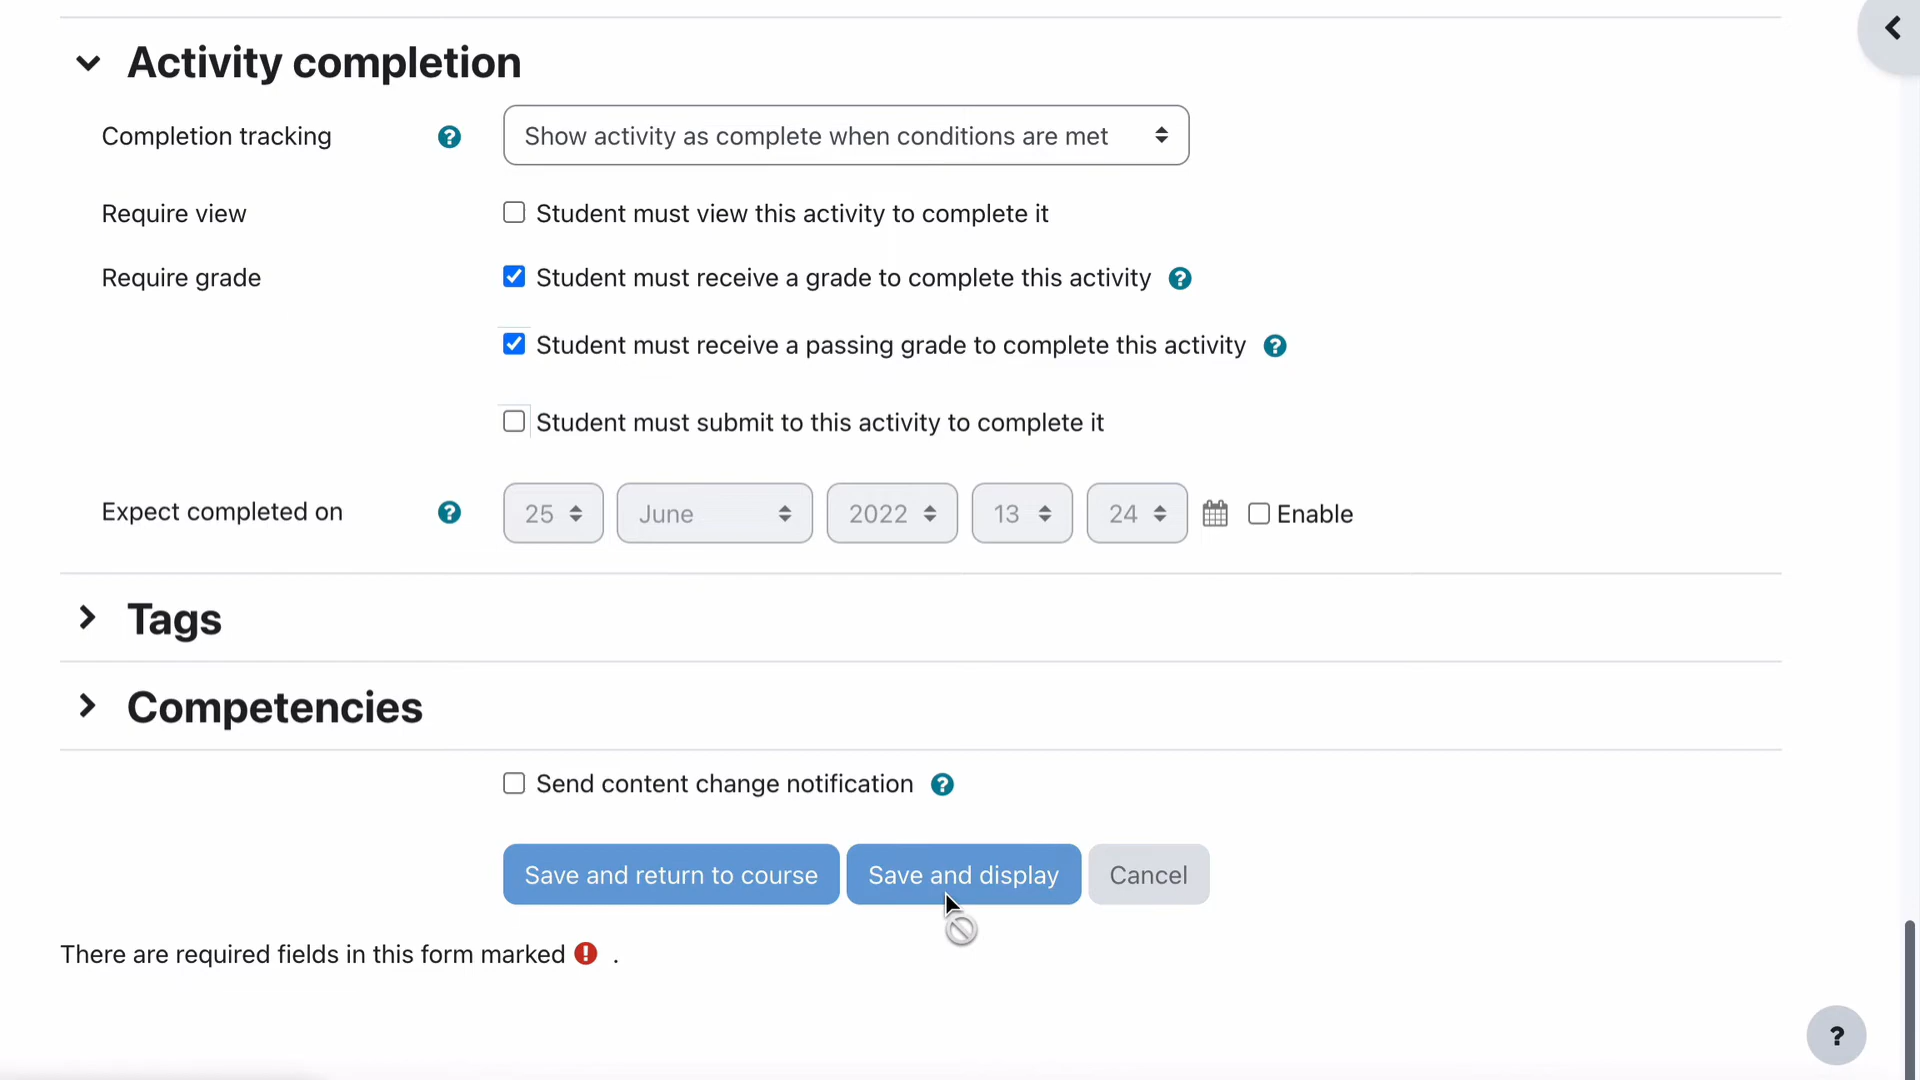 Activity completion
Completion tracking ? Show activity as complete when conditions are met
Require view Student must view this activity to complete it
Require grade Student must receive a grade to complete this activity ?
Student must receive a passing grade to complete this activity ?
Student must submit to this activity to complete it
Expect completed on ? 25 June 2022 13 24 Enable
Tags
Competencies
Send content change notification ?
Save and return to course Save and display Cancel
There are required fields in this form marked ! .
?